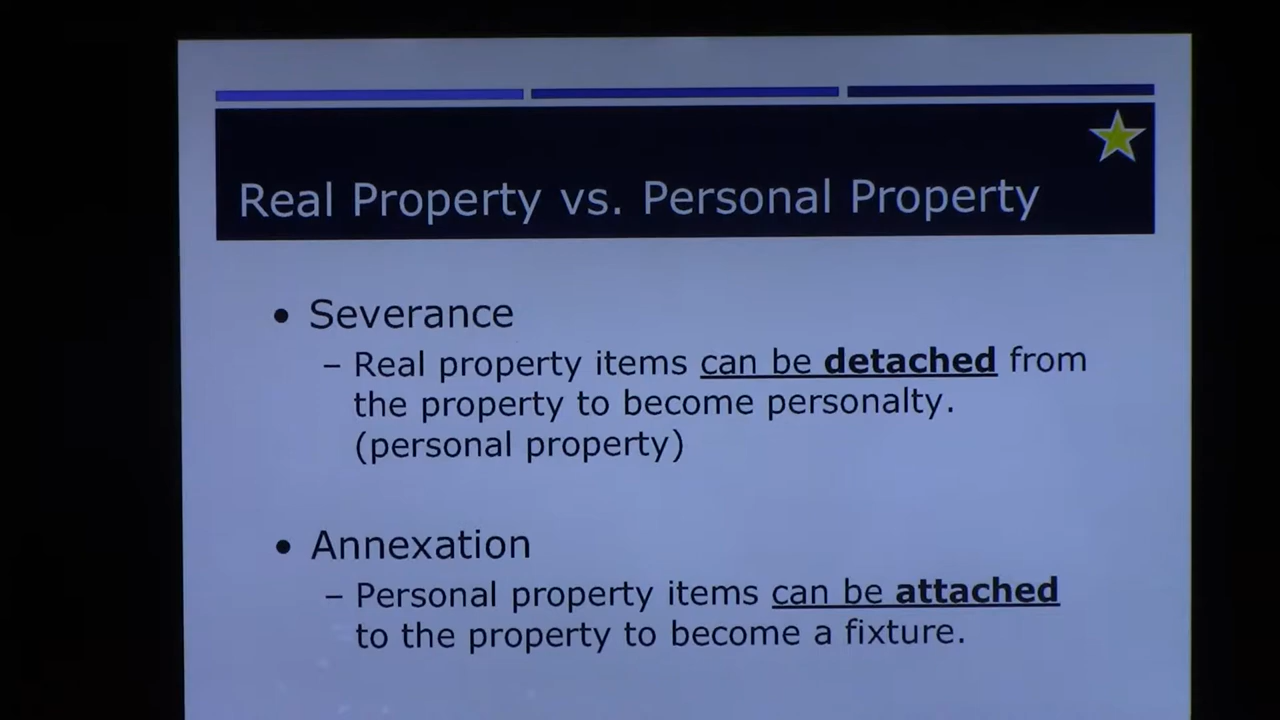 Real Property vs. Personal Property
• Severance
– Real property items can be detached from
the property to become personalty.
(personal property)
• Annexation
– Personal property items can be attached
to the property to become a fixture.